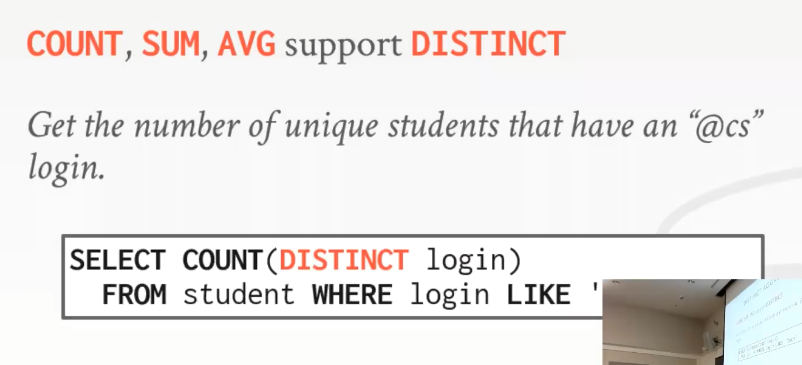 COUNT, SUM, AVG support DISTINCT
Get the number of unique students that have an “@cs”
login.
SELECT COUNT(DISTINCT login)
FROM student WHERE login LIKE '